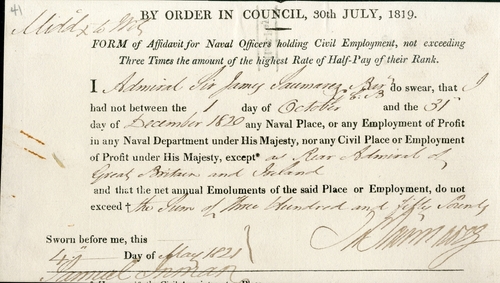 41
BY ORDER IN COUNCIL, 30th JULY, 1819.
Middx to Wit
FORM of Affidavit for Naval Officers holding Civil Employment, not exceeding
Three Times the amount of the highest Rate of Half-Pay of their Rank.
I Admiral Sir James Saumarez Bart do swear, that I
G.C.B
had not between the 1 day of October and the 31
day of December 1820 any Naval Place, or any Employment of Profit
in any Naval Department under His Majesty, nor any Civil Place or Employment
of Profit under His Majesty, except* as Rear Admiral of
Great Britain and Ireland
and that the net annual Emoluments of the said Place or Employment, do not
exceed † the Sum of Three Hundred and fifty Pounds
Sworn before me, this
Day of May 1821
Samuel